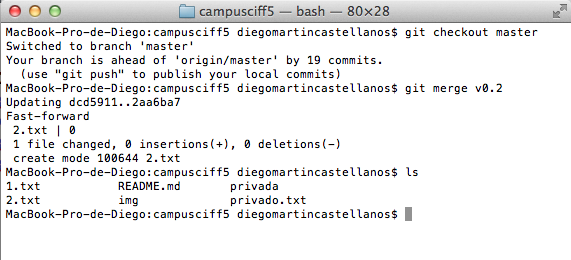 campusciff5 — bash — 80×28
MacBook-Pro-de-Diego:campusciff5 diegomartincastellanos$ git checkout master
Switched to branch 'master'
Your branch is ahead of 'origin/master' by 19 commits.
  (use "git push" to publish your local commits)
MacBook-Pro-de-Diego:campusciff5 diegomartincastellanos$ git merge v0.2
Updating dcd5911..2aa6ba7
Fast-forward
 2.txt | 0
 1 file changed, 0 insertions(+), 0 deletions(-)
 create mode 100644 2.txt
MacBook-Pro-de-Diego:campusciff5 diegomartincastellanos$ ls
1.txt           README.md       privada
2.txt           img             privado.txt
MacBook-Pro-de-Diego:campusciff5 diegomartincastellanos$